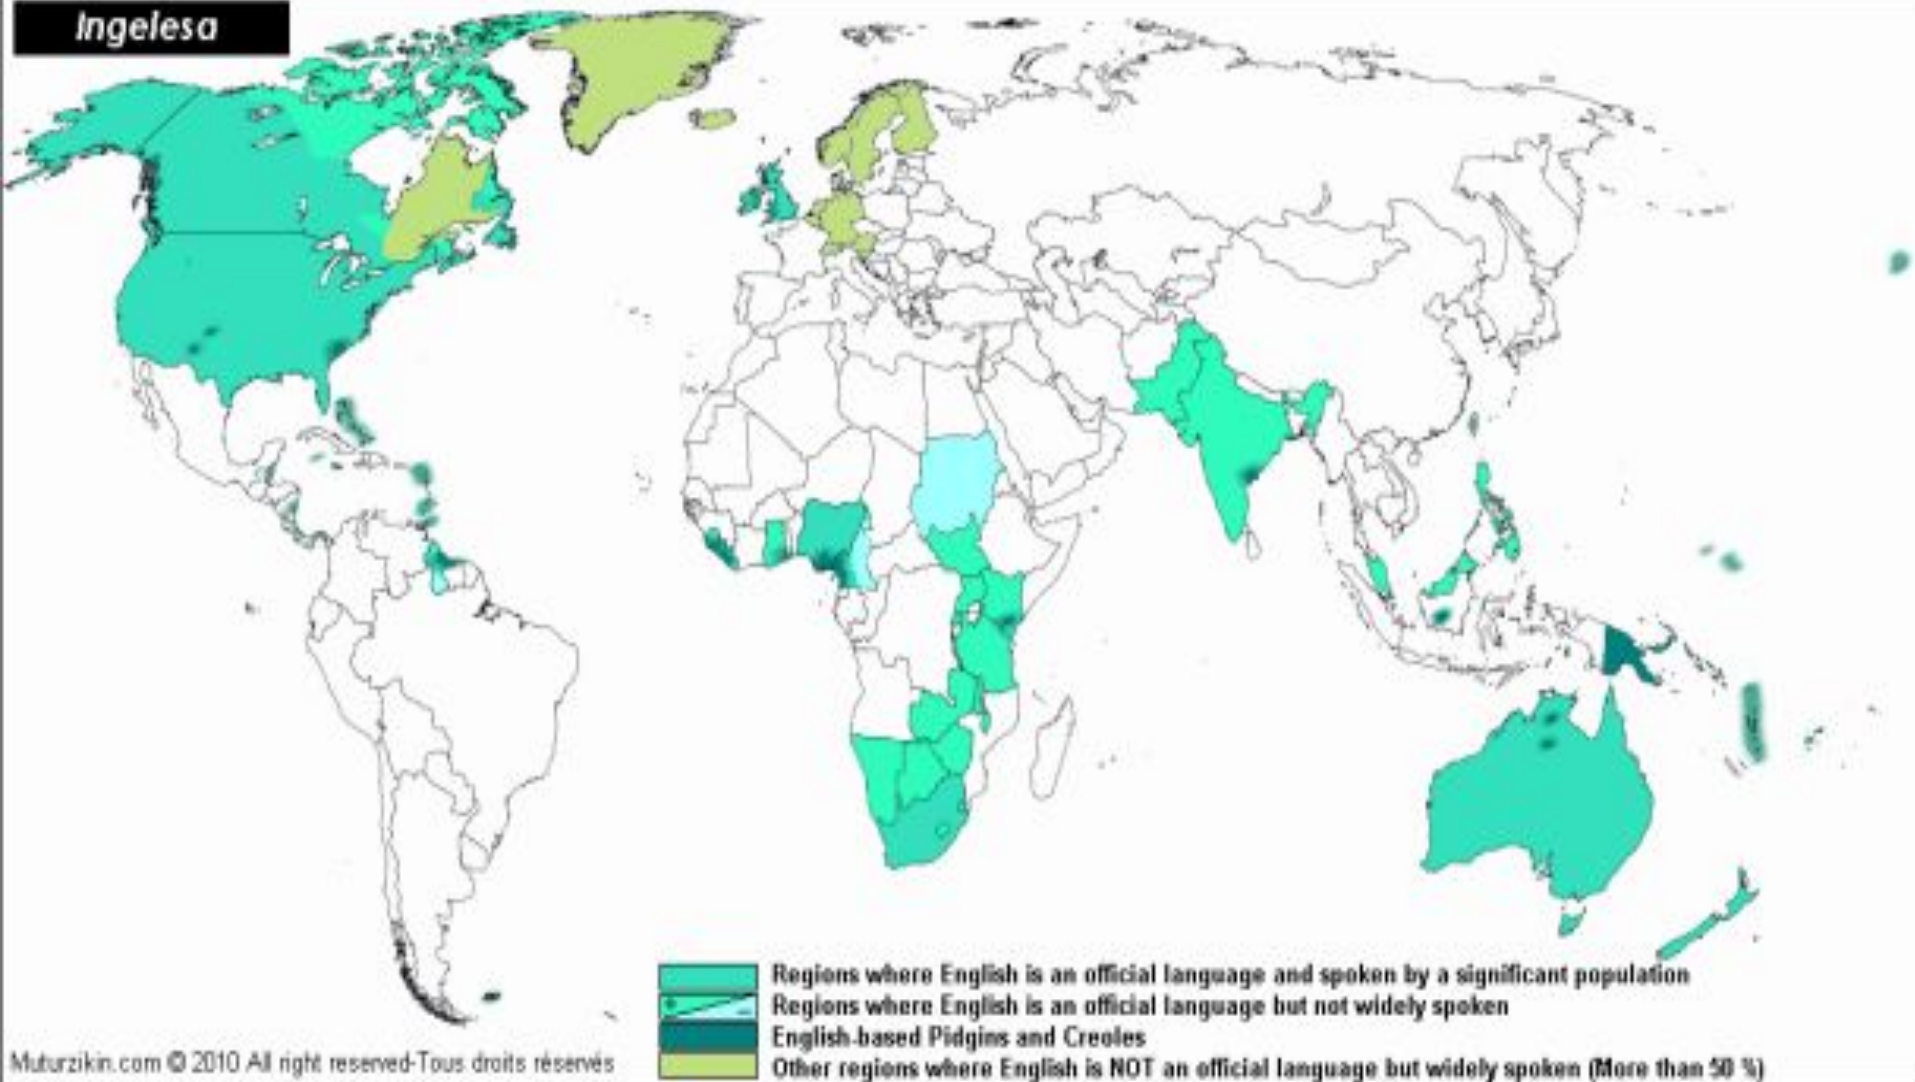 Ingelesa
Regions where English is an official language and spoken by a significant population
Regions where English is an official language but not widely spoken
English-based Pidgins and Creoles
Other regions where English is NOT an official language but widely spoken (More than 50 %)
Muturzikin.com © 2010 All right reserved-Tous droits réservés